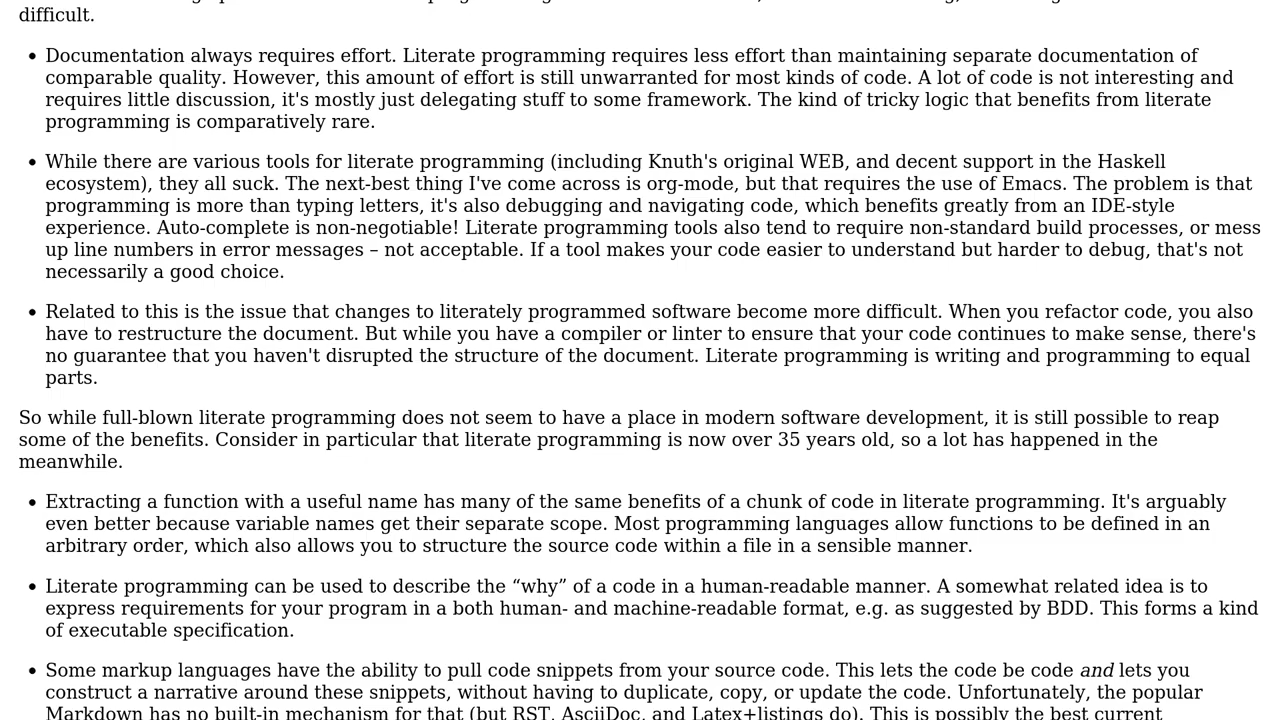 difficult.
Documentation always requires effort. Literate programming requires less effort than maintaining separate documentation of
comparable quality. However, this amount of effort is still unwarranted for most kinds of code. A lot of code is not interesting and
requires little discussion, it's mostly just delegating stuff to some framework. The kind of tricky logic that benefits from literate
programming is comparatively rare.
While there are various tools for literate programming (including Knuth's original WEB, and decent support in the Haskell
ecosystem), they all suck. The next-best thing I've come across is org-mode, but that requires the use of Emacs. The problem is that
programming is more than typing letters, it's also debugging and navigating code, which benefits greatly from an IDE-style
experience. Auto-complete is non-negotiable! Literate programming tools also tend to require non-standard build processes, or mess
up line numbers in error messages – not acceptable. If a tool makes your code easier to understand but harder to debug, that's not
necessarily a good choice.
Related to this is the issue that changes to literately programmed software become more difficult. When you refactor code, you also
have to restructure the document. But while you have a compiler or linter to ensure that your code continues to make sense, there's
no guarantee that you haven't disrupted the structure of the document. Literate programming is writing and programming to equal
parts.
So while full-blown literate programming does not seem to have a place in modern software development, it is still possible to reap
some of the benefits. Consider in particular that literate programming is now over 35 years old, so a lot has happened in the
meanwhile.
Extracting a function with a useful name has many of the same benefits of a chunk of code in literate programming. It's arguably
even better because variable names get their separate scope. Most programming languages allow functions to be defined in an
arbitrary order, which also allows you to structure the source code within a file in a sensible manner.
Literate programming can be used to describe the “why” of a code in a human-readable manner. A somewhat related idea is to
express requirements for your program in a both human- and machine-readable format, e.g. as suggested by BDD. This forms a kind
of executable specification.
Some markup languages have the ability to pull code snippets from your source code. This lets the code be code and lets you
construct a narrative around these snippets, without having to duplicate, copy, or update the code. Unfortunately, the popular
Markdown has no built-in mechanism for that (but RST, AsciiDoc, and Latex+listings do). This is possibly the best current